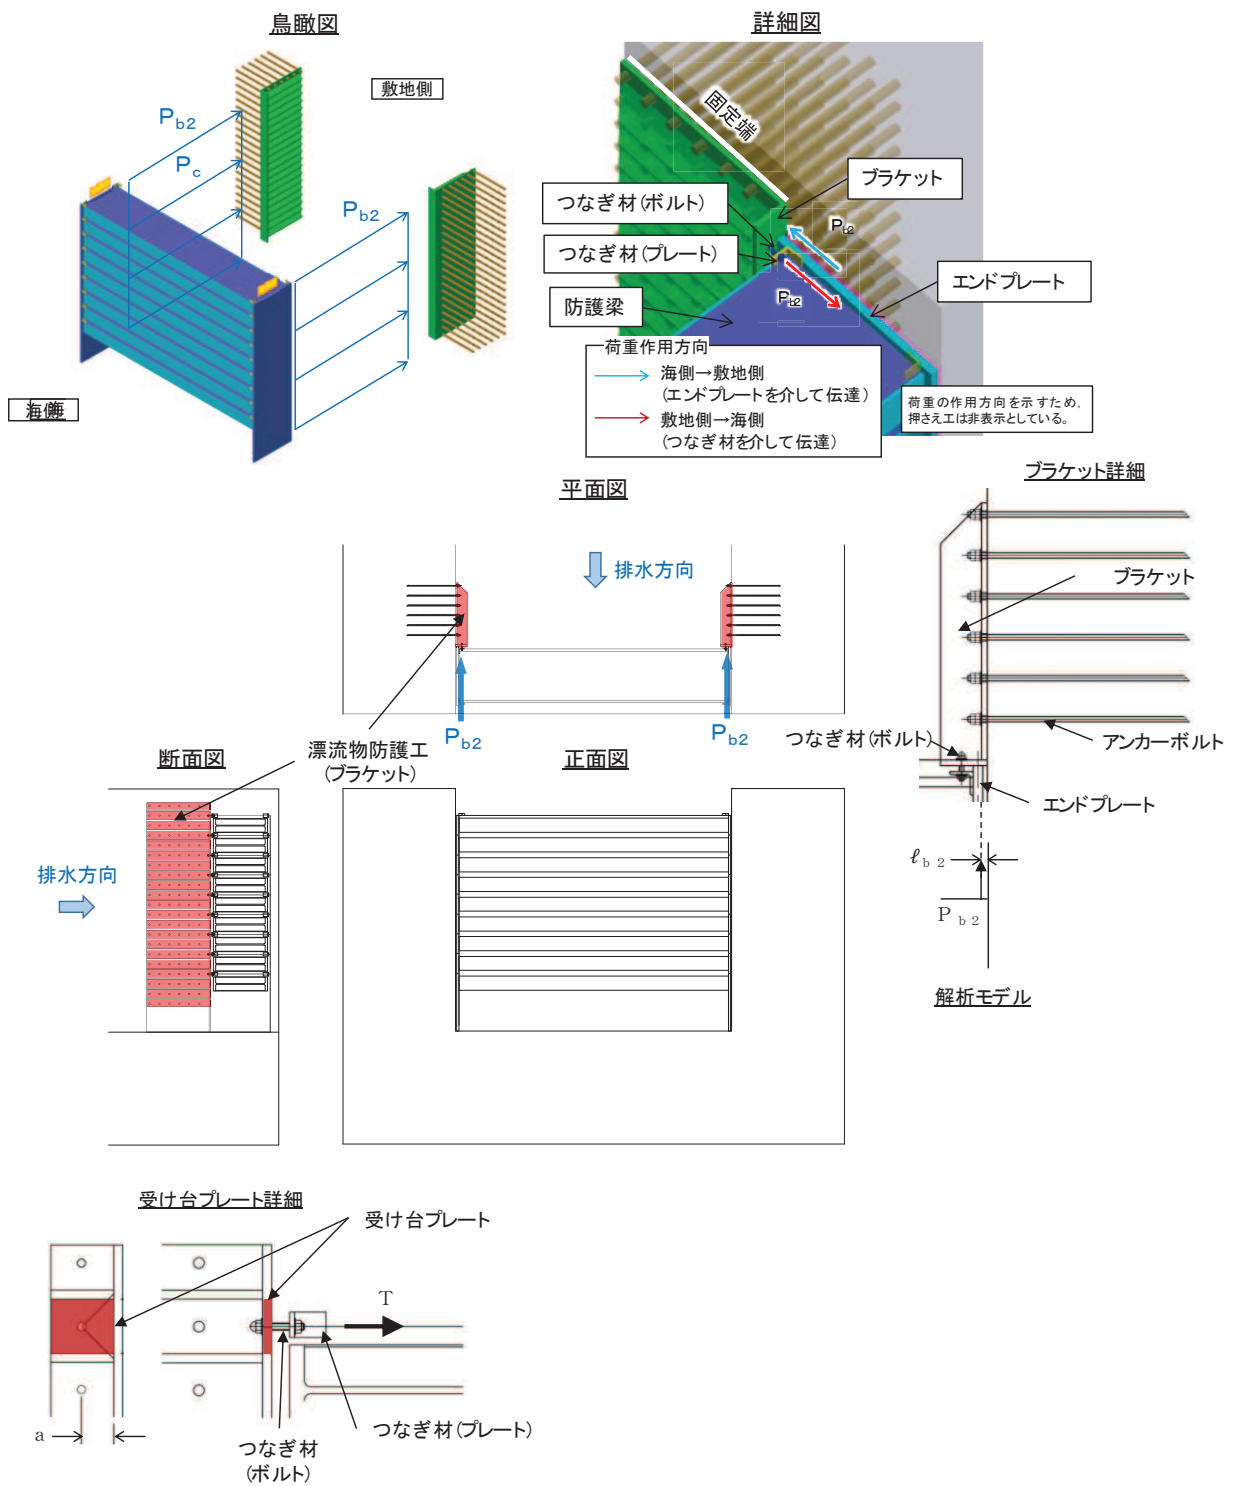 鳥瞰図
敷地側
Pb2
Pc
Pb2
海側
詳細図
固定端
ブラケット
つなぎ材(ボルト)
Pb2
つなぎ材(プレート)
エンドプレート
Pb2
防護梁
荷重作用方向
海側→敷地側
(エンドプレートを介して伝達)
敷地側→海側
(つなぎ材を介して伝達)
荷重の作用方向を示すため,
押さえ工は非表示としている。
平面図
排水方向
Pb2
Pb2
漂流物防護工
(ブラケット)
ブラケット詳細
ブラケット
つなぎ材(ボルト)
アンカーボルト
エンドプレート
ℓb2
Pb2
解析モデル
断面図
排水方向
正面図
受け台プレート詳細
受け台プレート
T
a
つなぎ材
(ボルト)
つなぎ材(プレート)